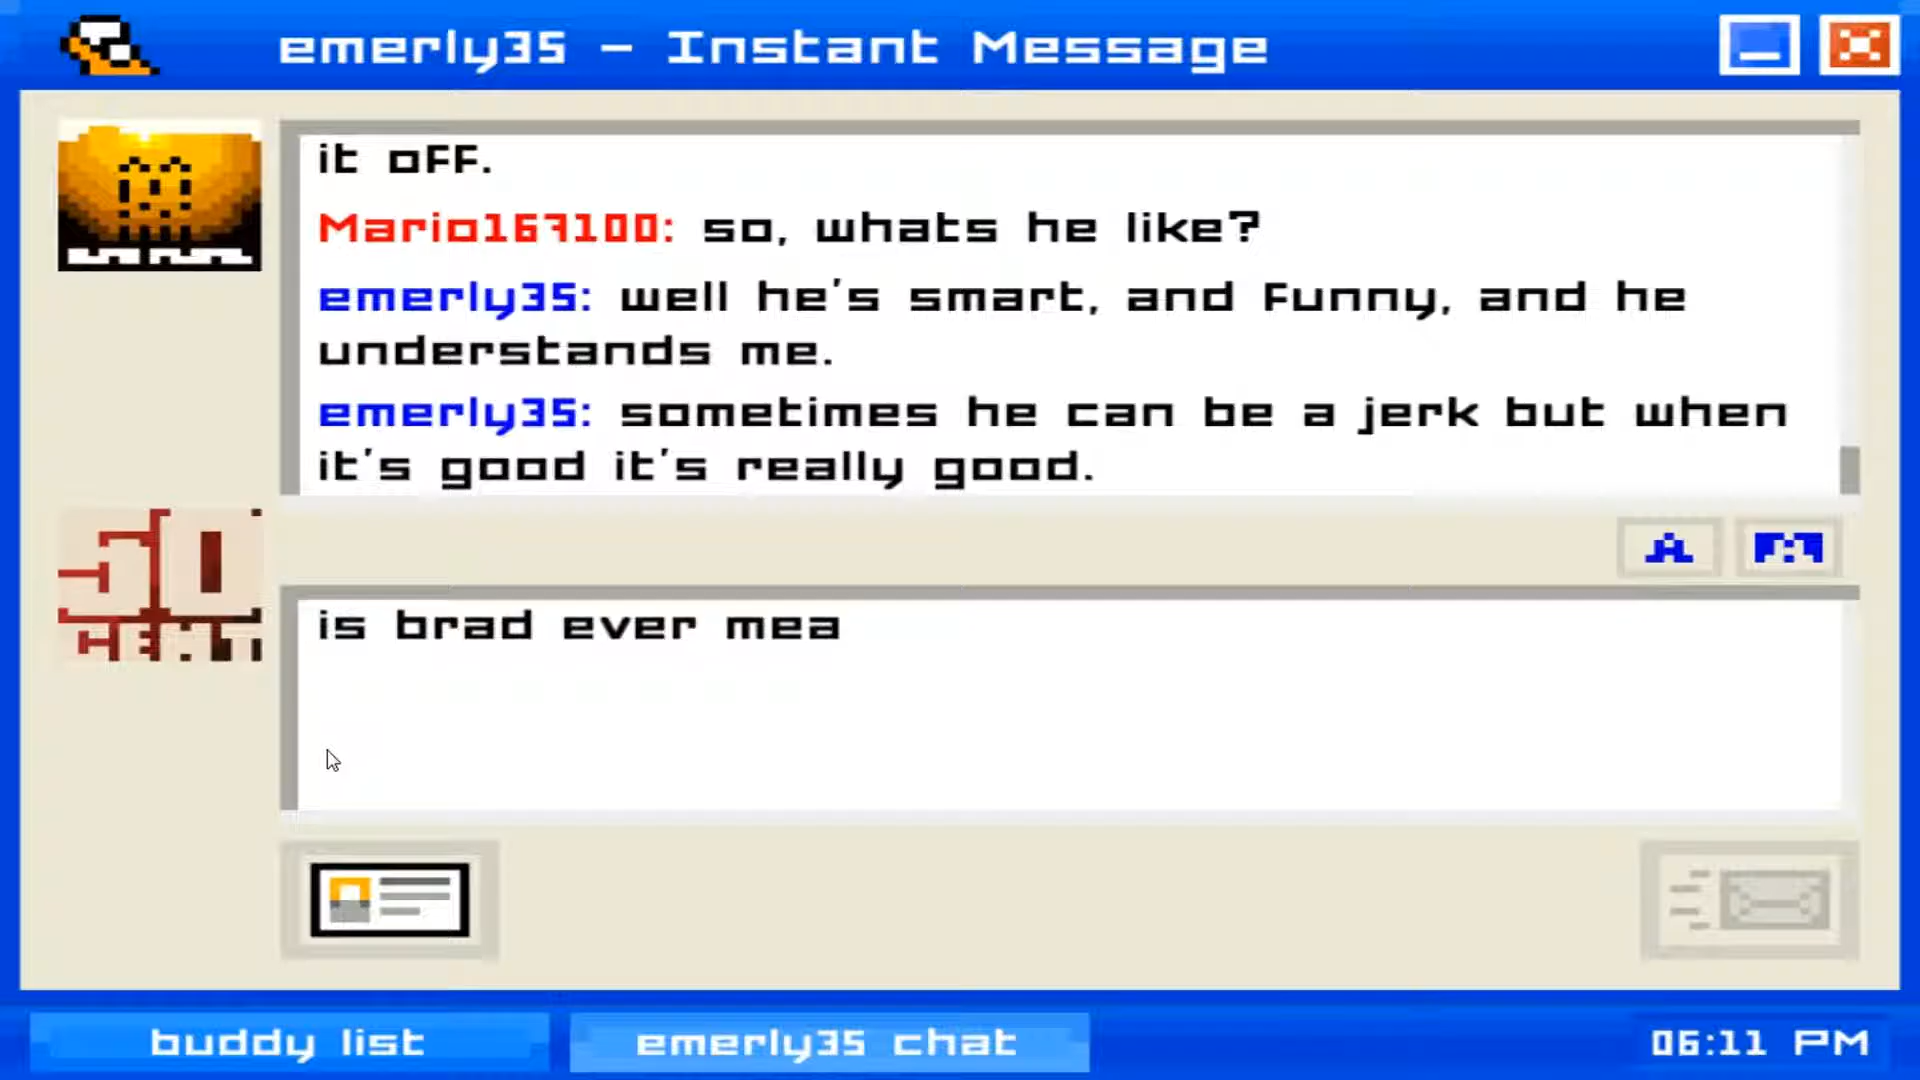 emerly35 - Instant Message
it off.
Mario167100: so, whats he like?
emerly35: well he's smart, and funny, and he
understands me.
emerly35: sometimes he can be a jerk but when
it's good it's really good.
A
is brad ever mea
buddy list
emerly35 chat
06:11 PM